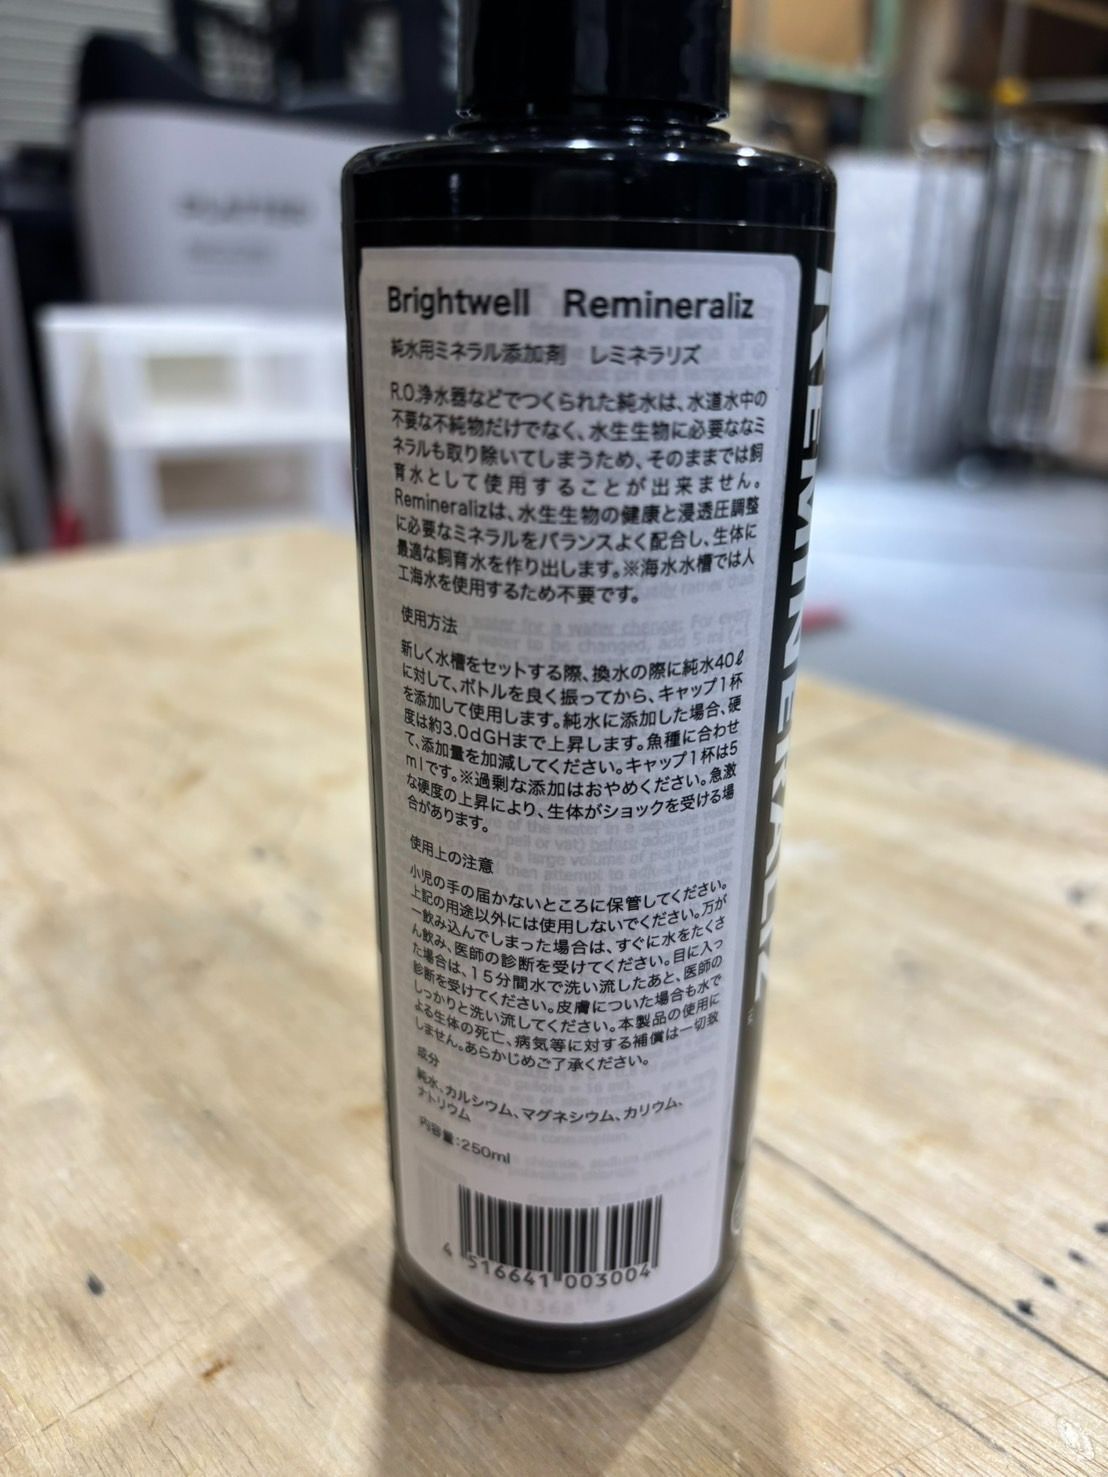 Brightwell Remineraliz
純水用ミネラル添加剤 レミネラリズ
R.O.浄水器などでつくられた純水は、水道水中の
不要な不純物だけでなく、水生生物に必要なミ
ネラルも取り除いてしまうため、そのままでは飼
育水として使用することが出来ません。
Remineralizは、水生生物の健康と浸透圧調整
に必要なミネラルをバランスよく配合し、生体に
最適な飼育水を作り出します。※海水水槽では人
工海水を使用するため不要です。
使用方法
新しく水槽をセットする際、換水の際に純水40ℓ
に対して、ボトルを良く振ってから、キャップ1杯
を添加して使用します。純水に添加した場合、硬
度は約3.0dGHまで上昇します。魚種に合わせ
て、添加量を加減してください。キャップ1杯は5
mlです。※過剰な添加はおやめください。急激
な硬度の上昇により、生体がショックを受ける場
合があります。
使用上の注意
小児の手の届かないところに保管してください。
上記の用途以外には使用しないでください。万が
一飲み込んでしまった場合は、すぐに水をたくさ
ん飲み、医師の診断を受けてください。目に入っ
た場合は、15分間水で洗い流したあと、医師の
診断を受けてください。皮膚についた場合も水で
しっかりと洗い流してください。本製品の使用に
よる生体の死亡、病気等に対する補償は一切致
しません。あらかじめご了承ください。
成分
純水、カルシウム、マグネシウム、カリウム、
ナトリウム
内容量:250ml
4 516641 003004
REMINERALIZ